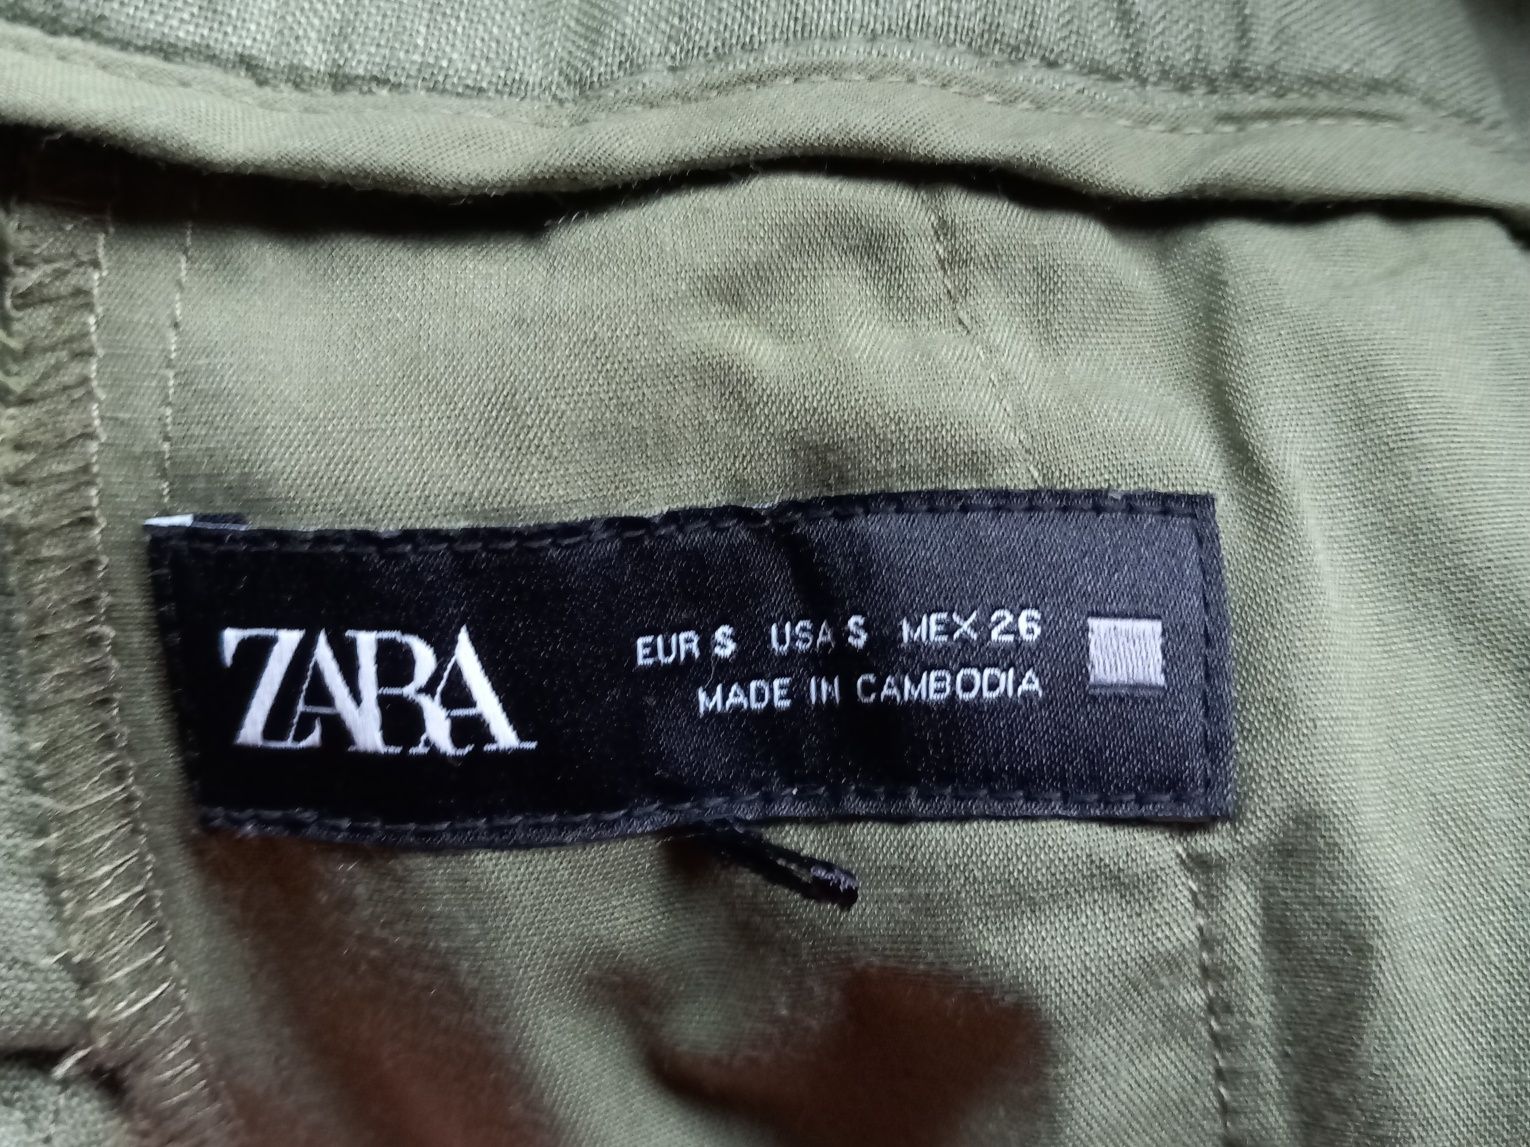 ZARA
EUR S USA S MEX 26
MADE IN CAMBODIA